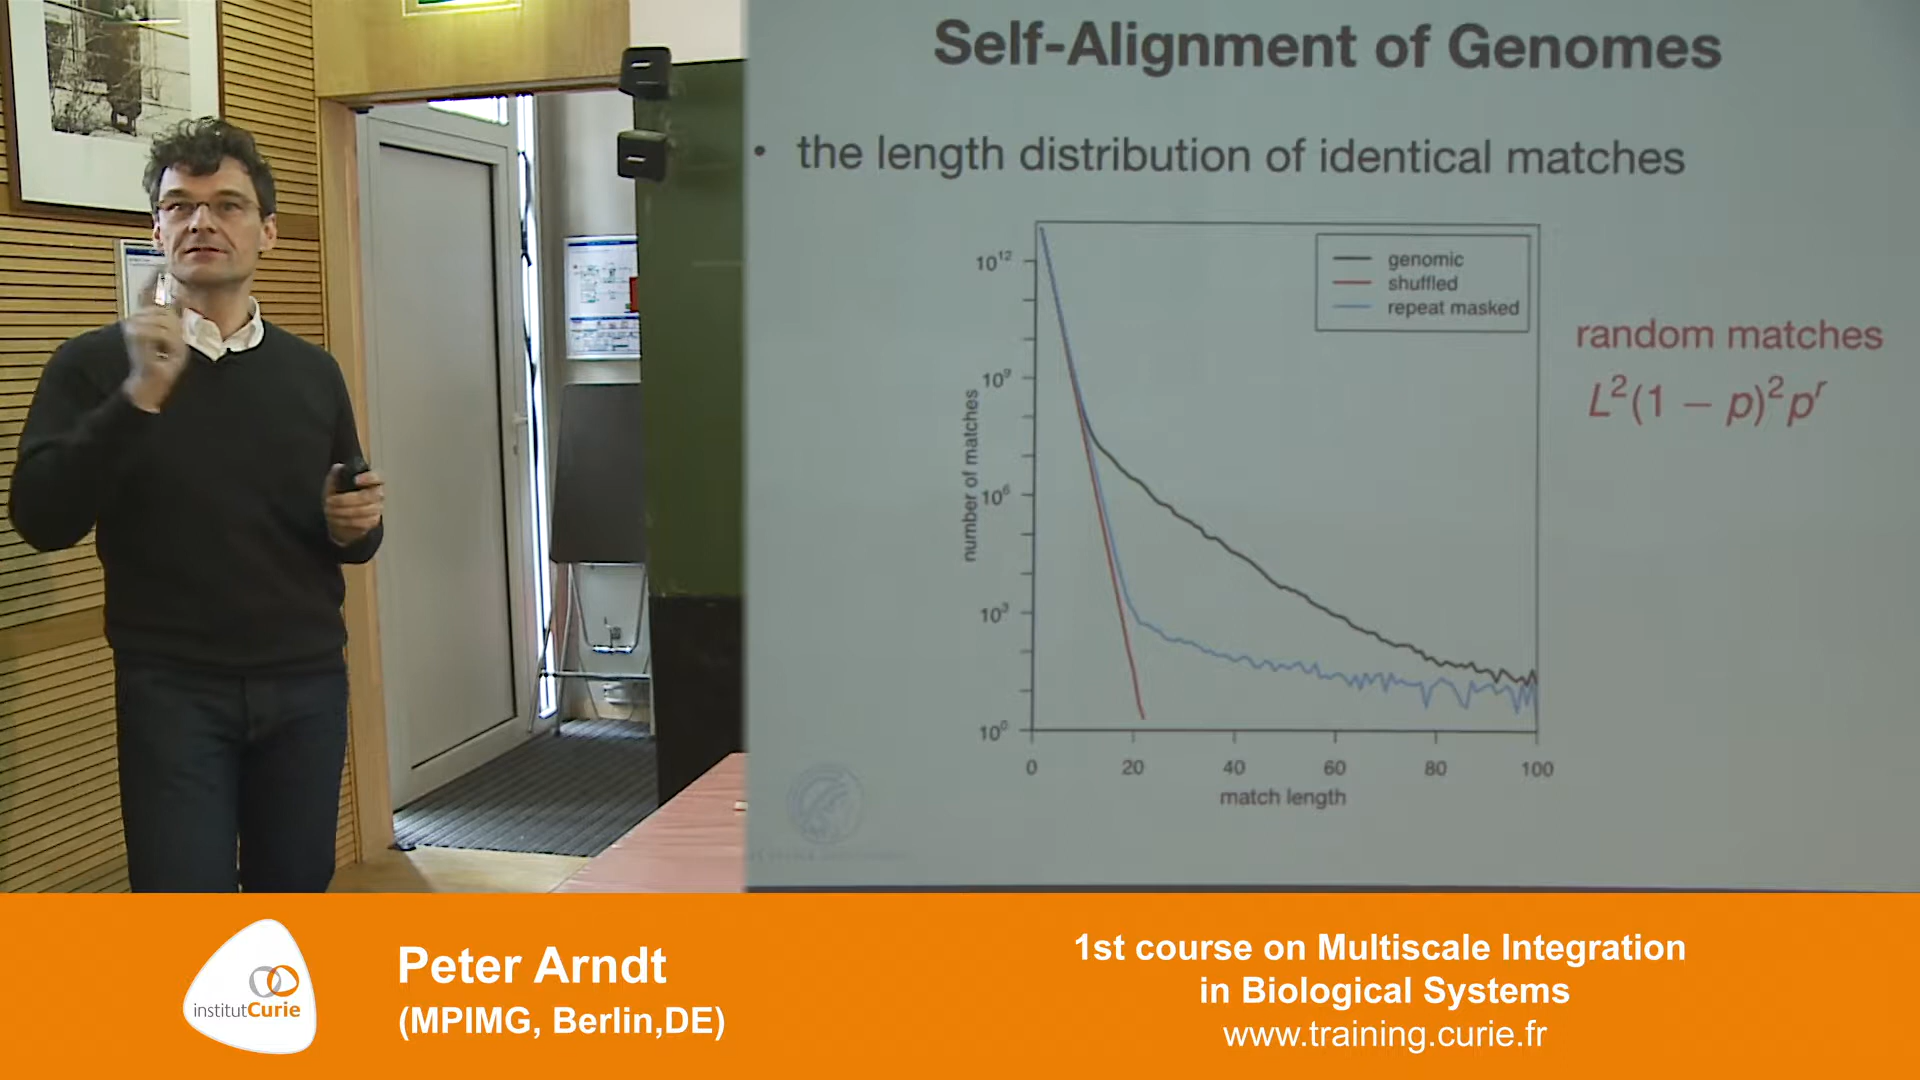 Self-Alignment of Genomes
• the length distribution of identical matches
genomic
shuffled
repeat masked
random matches
L²(1 − p)²pʳ
number of matches
10¹²
10⁹
10⁶
10³
10⁰
0 20 40 60 80 100
match length
institutCurie
Peter Arndt
(MPIMG, Berlin,DE)
1st course on Multiscale Integration
in Biological Systems
www.training.curie.fr